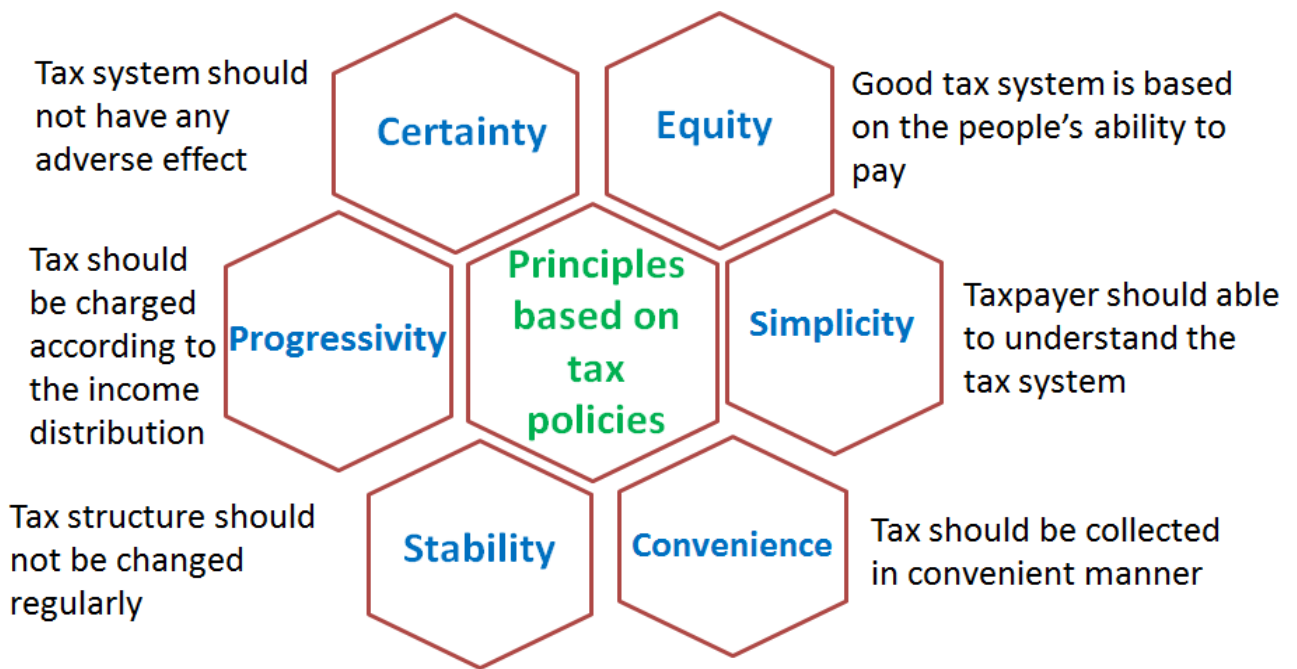 Tax system should
not have any
adverse effect
Certainty
Equity
Good tax system is based
on the people's ability to
pay
Tax should
be charged
according to
the income
distribution
Progressivity
Principles
based on
tax
policies
Simplicity
Taxpayer should able
to understand the
tax system
Tax structure should
not be changed
regularly
Stability
Convenience
Tax should be collected
in convenient manner